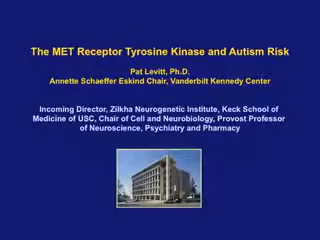 The MET Receptor Tyrosine Kinase and Autism Risk
Pat Levitt, Ph.D.
Annette Schaeffer Eskind Chair, Vanderbilt Kennedy Center
Incoming Director, Zilkha Neurogenetic Institute, Keck School of
Medicine of USC, Chair of Cell and Neurobiology, Provost Professor
of Neuroscience, Psychiatry and Pharmacy